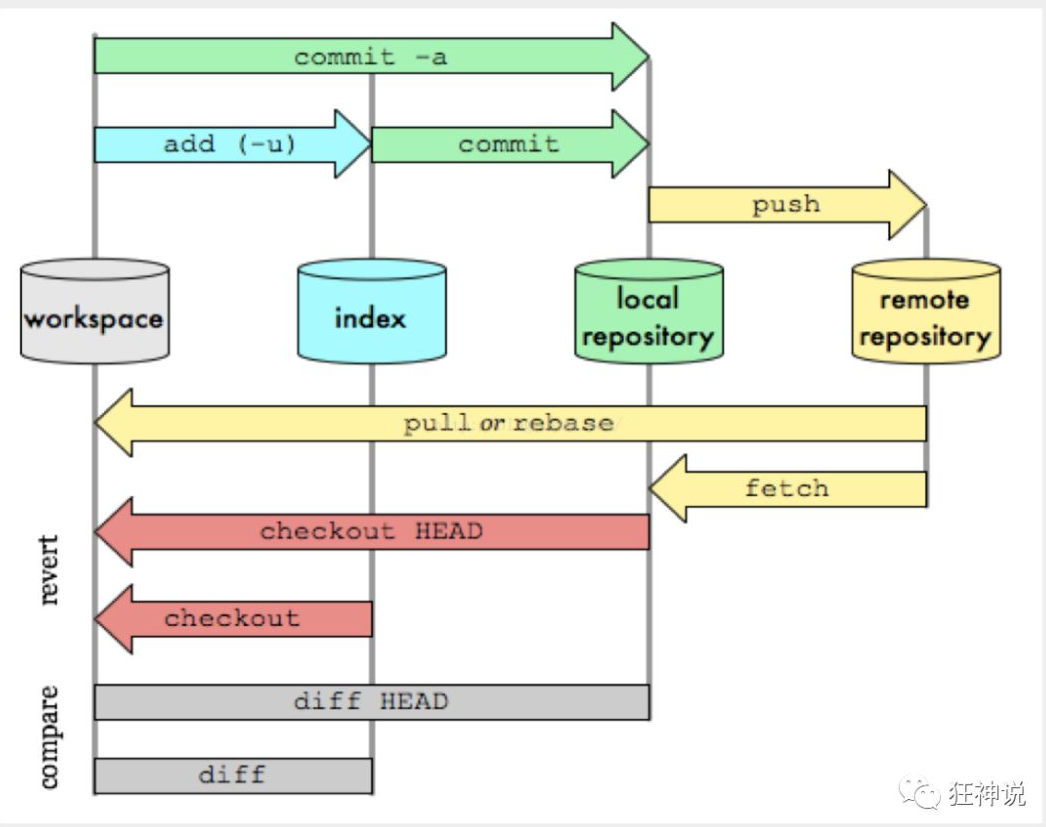 commit -a
add (-u)
commit
push
workspace
index
local
repository
remote
repository
pull or rebase
fetch
revert
checkout HEAD
checkout
compare
diff HEAD
diff
狂神说